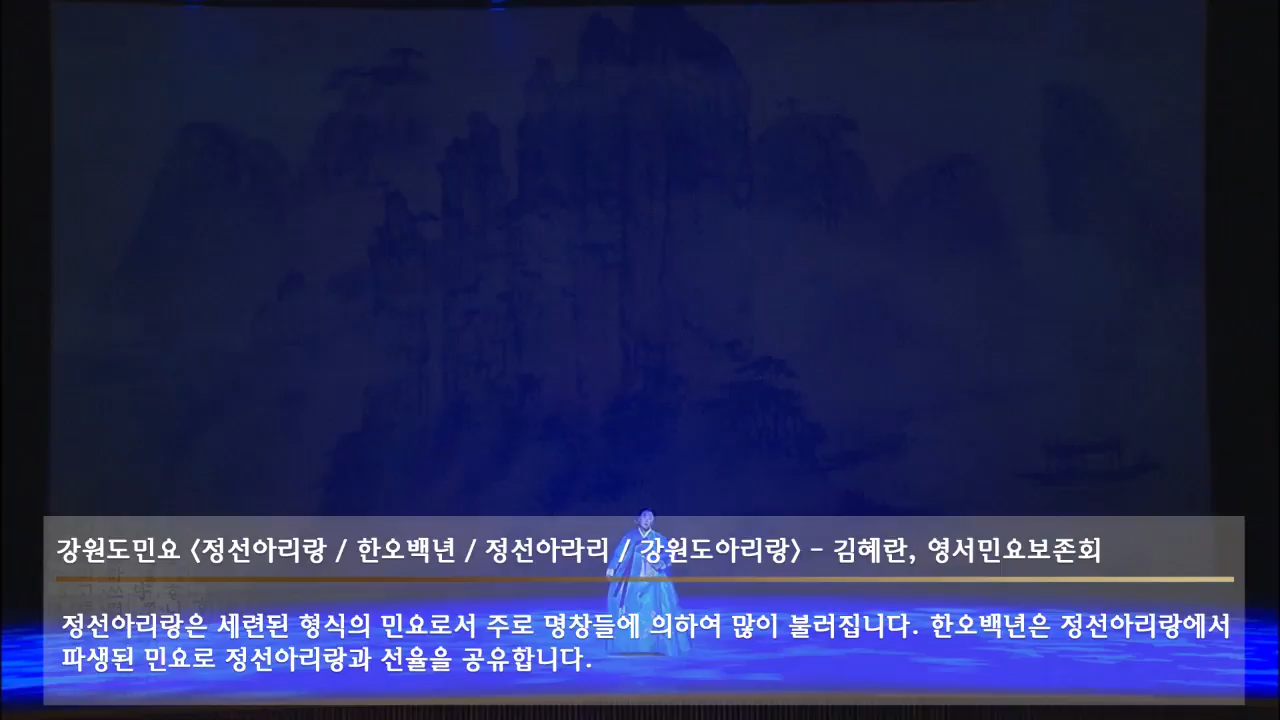 강원도민요 <정선아리랑 / 한오백년 / 정선아라리 / 강원도아리랑> - 김혜란, 영서민요보존회
정선아리랑은 세련된 형식의 민요로서 주로 명창들에 의하여 많이 불러집니다. 한오백년은 정선아리랑에서
파생된 민요로 정선아리랑과 선율을 공유합니다.